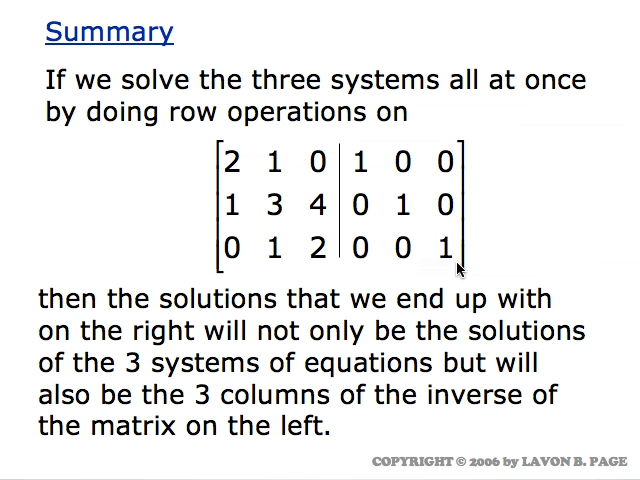 Summary
If we solve the three systems all at once
by doing row operations on
2 1 0 | 1 0 0
1 3 4 | 0 1 0
0 1 2 | 0 0 1
then the solutions that we end up with
on the right will not only be the solutions
of the 3 systems of equations but will
also be the 3 columns of the inverse of
the matrix on the left.
COPYRIGHT © 2006 by LAVON B. PAGE